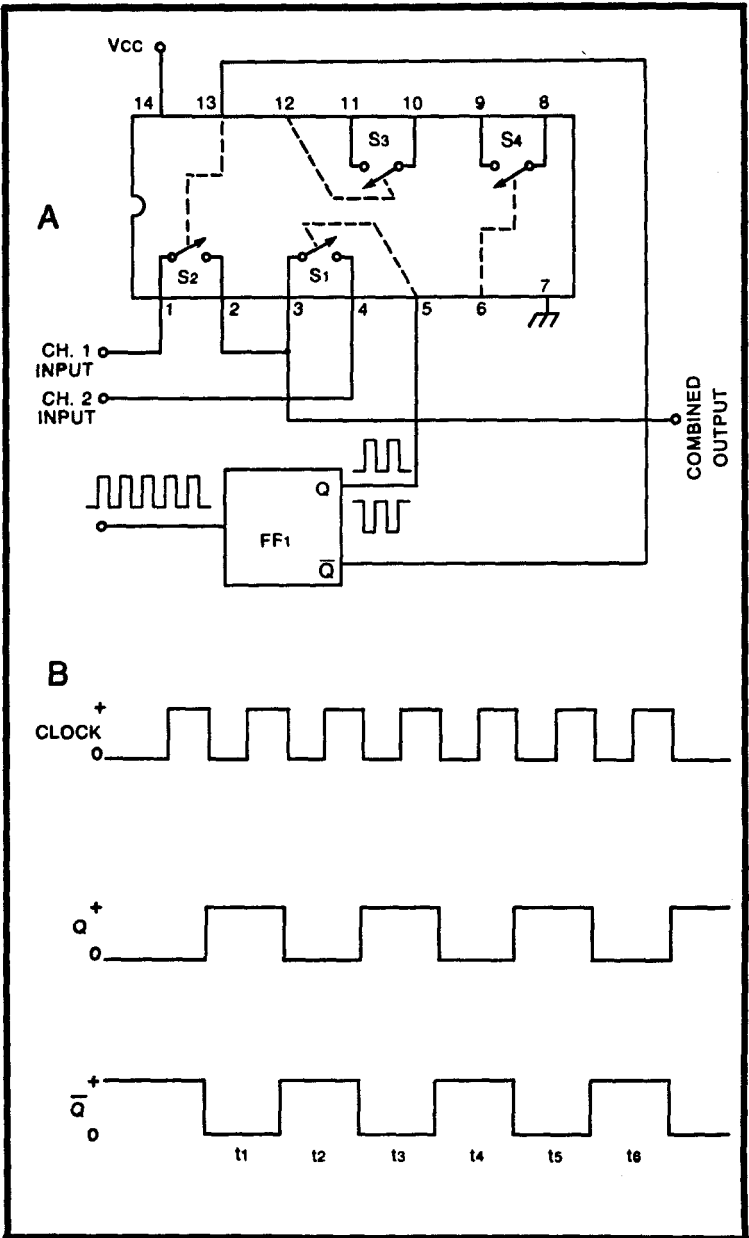 VCC
14 13 12 11 10 9 8
S3 S4
A
S2 S1
1 2 3 4 5 6 7
CH. 1
INPUT
CH. 2
INPUT
COMBINED
OUTPUT
Q
FF1
Q̅
B
+
CLOCK
0
+
Q
0
+
Q̅
0
t1 t2 t3 t4 t5 t6